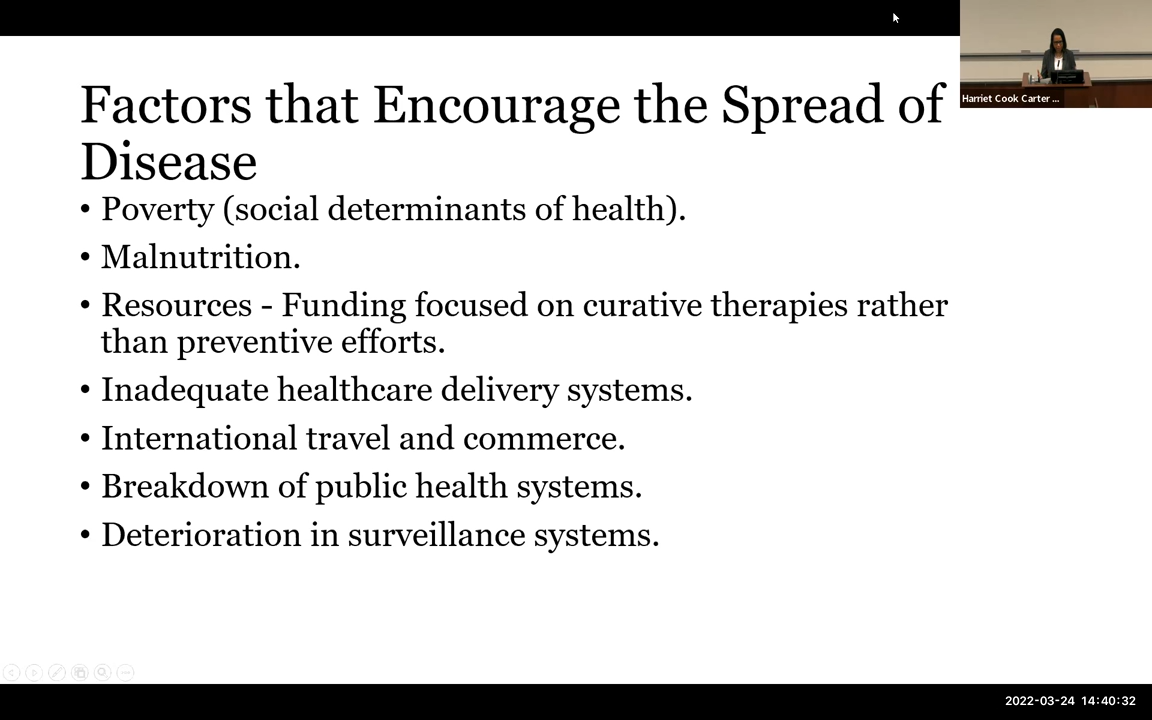 Factors that Encourage the Spread of
Disease
• Poverty (social determinants of health).
• Malnutrition.
• Resources - Funding focused on curative therapies rather
than preventive efforts.
• Inadequate healthcare delivery systems.
• International travel and commerce.
• Breakdown of public health systems.
• Deterioration in surveillance systems.
Harriet Cook Carter ...
2022-03-24 14:40:32